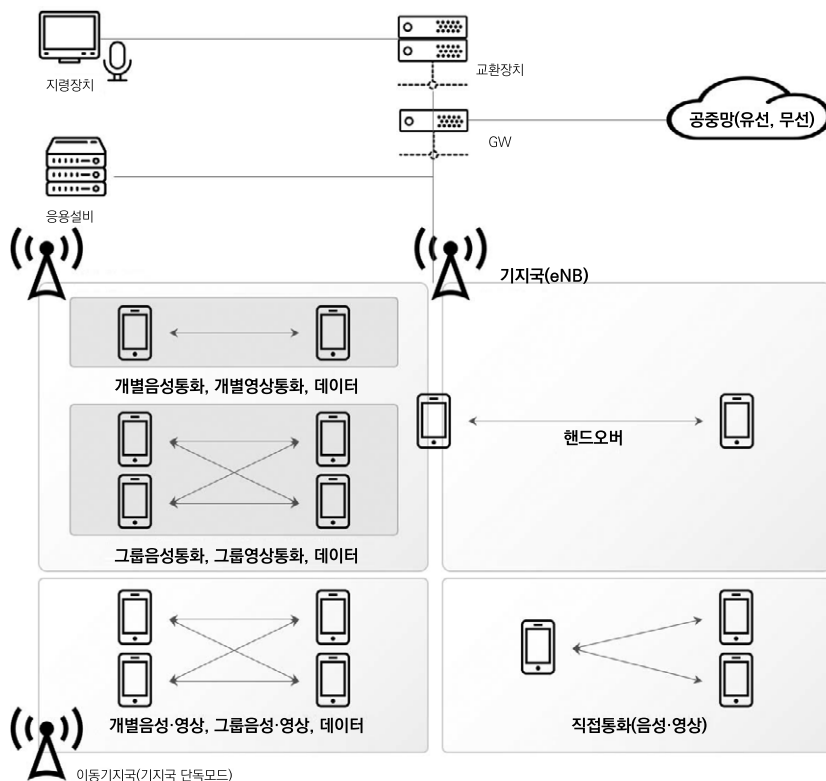 지령장치
교환장치
공중망(유선, 무선)
GW
응용설비
기지국(eNB)
개별음성통화, 개별영상통화, 데이터
핸드오버
그룹음성통화, 그룹영상통화, 데이터
개별음성·영상, 그룹음성·영상, 데이터
직접통화(음성·영상)
이동기지국(기지국 단독모드)